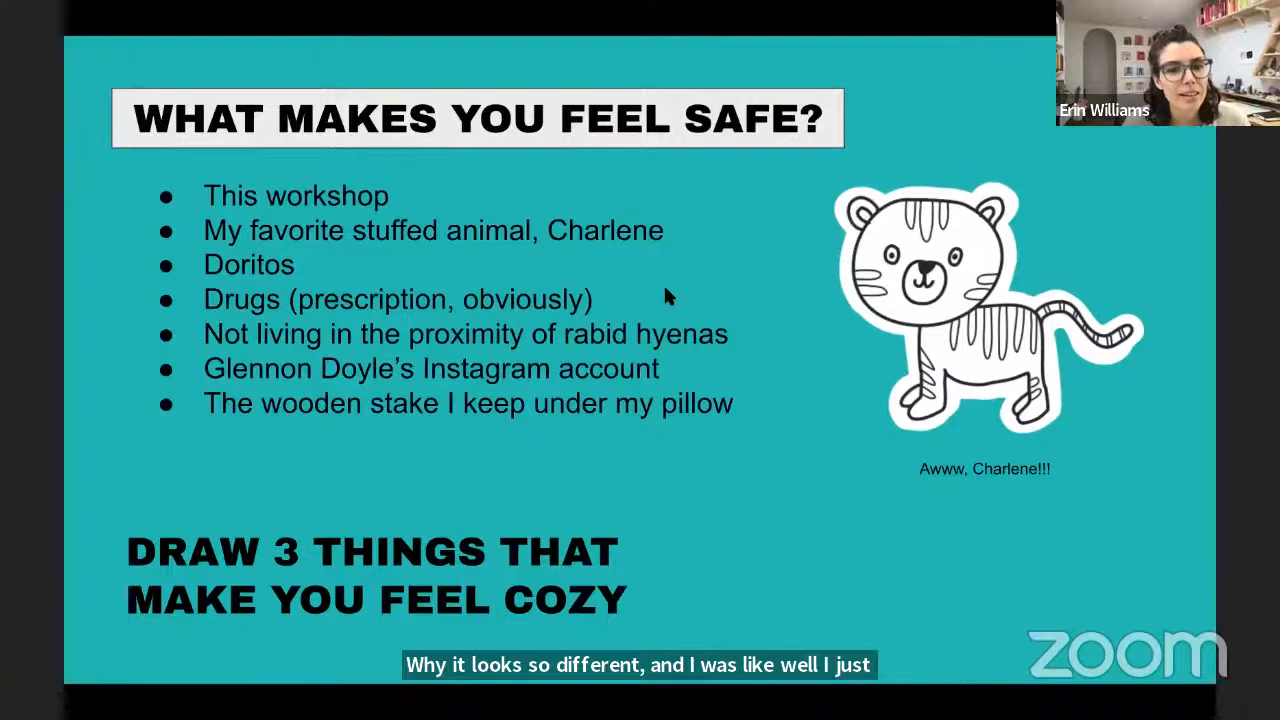 Erin Williams
WHAT MAKES YOU FEEL SAFE?
● This workshop
● My favorite stuffed animal, Charlene
● Doritos
● Drugs (prescription, obviously)
● Not living in the proximity of rabid hyenas
● Glennon Doyle’s Instagram account
● The wooden stake I keep under my pillow
Awww, Charlene!!!
DRAW 3 THINGS THAT
MAKE YOU FEEL COZY
Why it looks so different, and I was like well I just
zoom